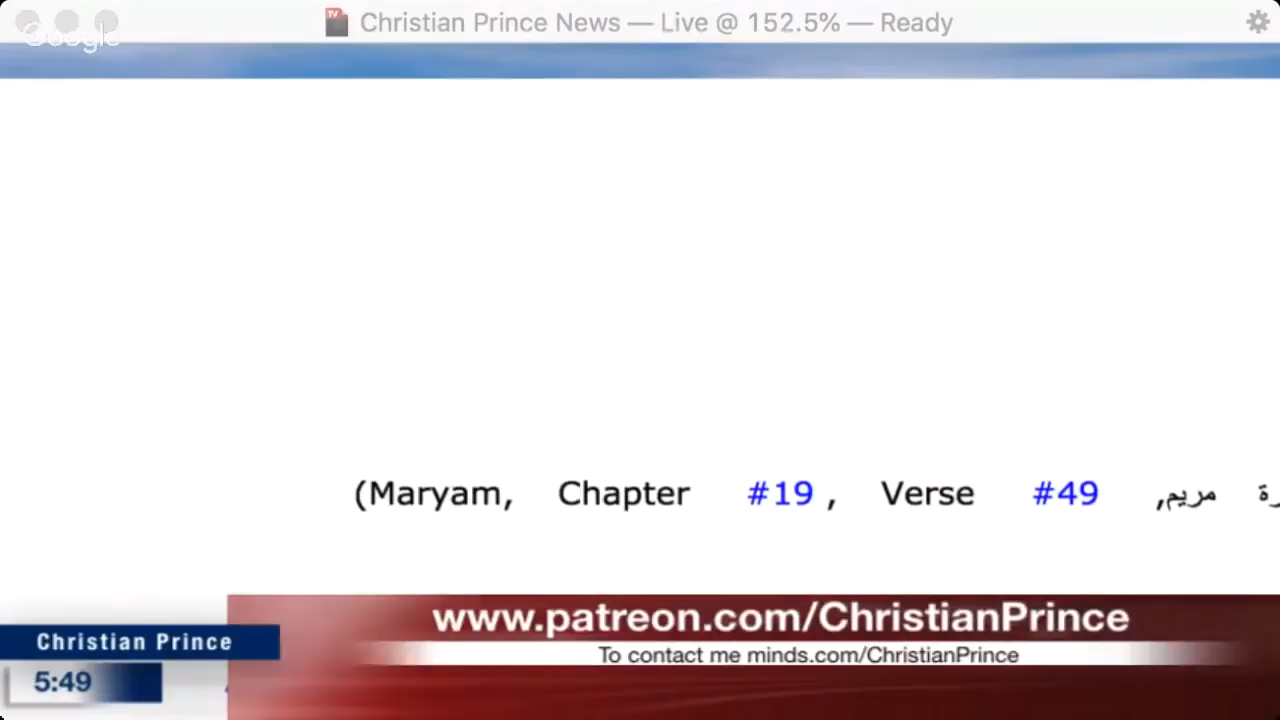 Christian Prince News — Live @ 152.5% — Ready
Google
(Maryam, Chapter #19 , Verse #49 مريم,
www.patreon.com/ChristianPrince
To contact me minds.com/ChristianPrince
Christian Prince
5:49